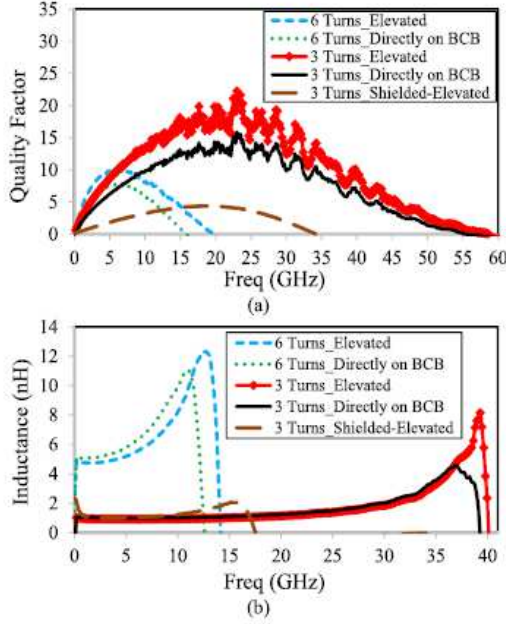 35
30
25
20
15
10
5
0
Quality Factor
6 Turns_Elevated
6 Turns_Directly on BCB
3 Turns_Elevated
3 Turns_Directly on BCB
3 Turns_Shielded-Elevated
0 5 10 15 20 25 30 35 40 45 50 55 60
Freq (GHz)
(a)
14
12
10
8
6
4
2
0
Inductance (nH)
6 Turns_Elevated
6 Turns_Directly on BCB
3 Turns_Elevated
3 Turns_Directly on BCB
3 Turns_Shielded-Elevated
0 5 10 15 20 25 30 35 40
Freq (GHz)
(b)